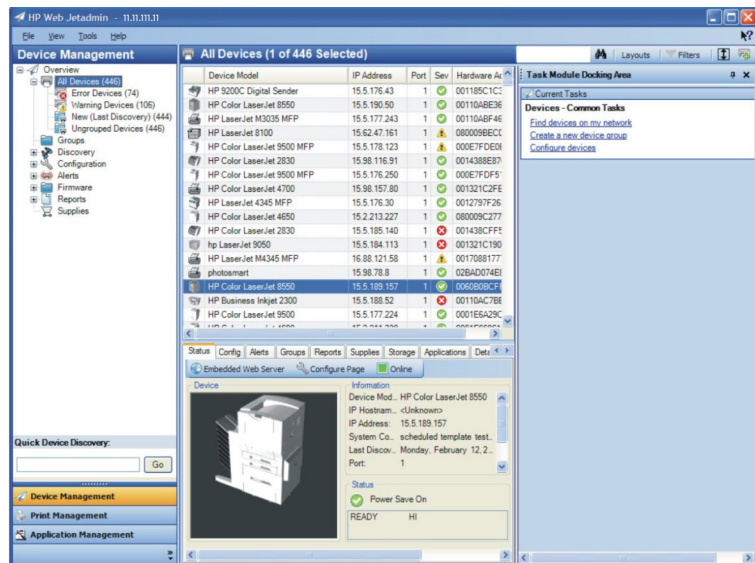 HP Web Jetadmin - 11.11.111.11
File View Tools Help
Device Management
Overview
All Devices (446)
Error Devices (74)
Warning Devices (106)
New (Last Discovery) (444)
Ungrouped Devices (446)
Groups
Discovery
Configuration
Alerts
Firmware
Reports
Supplies
Quick Device Discovery:
Go
Device Management
Print Management
Application Management
All Devices (1 of 446 Selected)
Layouts Filters
Device Model IP Address Port Sev Hardware Ac
HP 9200C Digital Sender 15.5.176.43 1 001185C1C3
HP Color LaserJet 8550 15.5.190.50 1 00110ABE36
HP LaserJet M3035 MFP 15.5.177.243 1 00110ABF46
HP LaserJet 8100 15.62.47.161 1 080009BECC
HP Color LaserJet 9500 MFP 15.5.178.123 1 000E7FDE0
HP Color LaserJet 2830 15.98.116.91 1 0014388E87
HP Color LaserJet 9500 MFP 15.5.176.250 1 000E7FDF5
HP Color LaserJet 4700 15.98.157.80 1 001321C2FE
HP LaserJet 4345 MFP 15.5.176.30 1 0012797F26
HP Color LaserJet 4650 15.2.213.227 1 080009C277
HP Color LaserJet 2830 15.5.185.140 1 001438CFF5
hp LaserJet 9050 15.5.184.113 1 001321C190
HP LaserJet M4345 MFP 16.88.121.58 1 0017088177
photosmart 15.98.78.8 1 02BAD074E
HP Color LaserJet 8550 15.5.189.157 1 0060B0BCF
HP Business Inkjet 2300 15.5.188.52 1 00110AC7BE
HP Color LaserJet 9500 15.5.177.224 1 0001E6A29C
Status Config Alerts Groups Reports Supplies Storage Applications Deta
Embedded Web Server Configure Page Online
Device
Information
Device Mod... HP Color LaserJet 8550
IP Hostnam... <Unknown>
IP Address: 15.5.189.157
System Co... scheduled template test...
Last Discov... Monday, February 12, 2...
Port: 1
Status
Power Save On
READY HI
Task Module Docking Area
Current Tasks
Devices - Common Tasks
Find devices on my network
Create a new device group
Configure devices